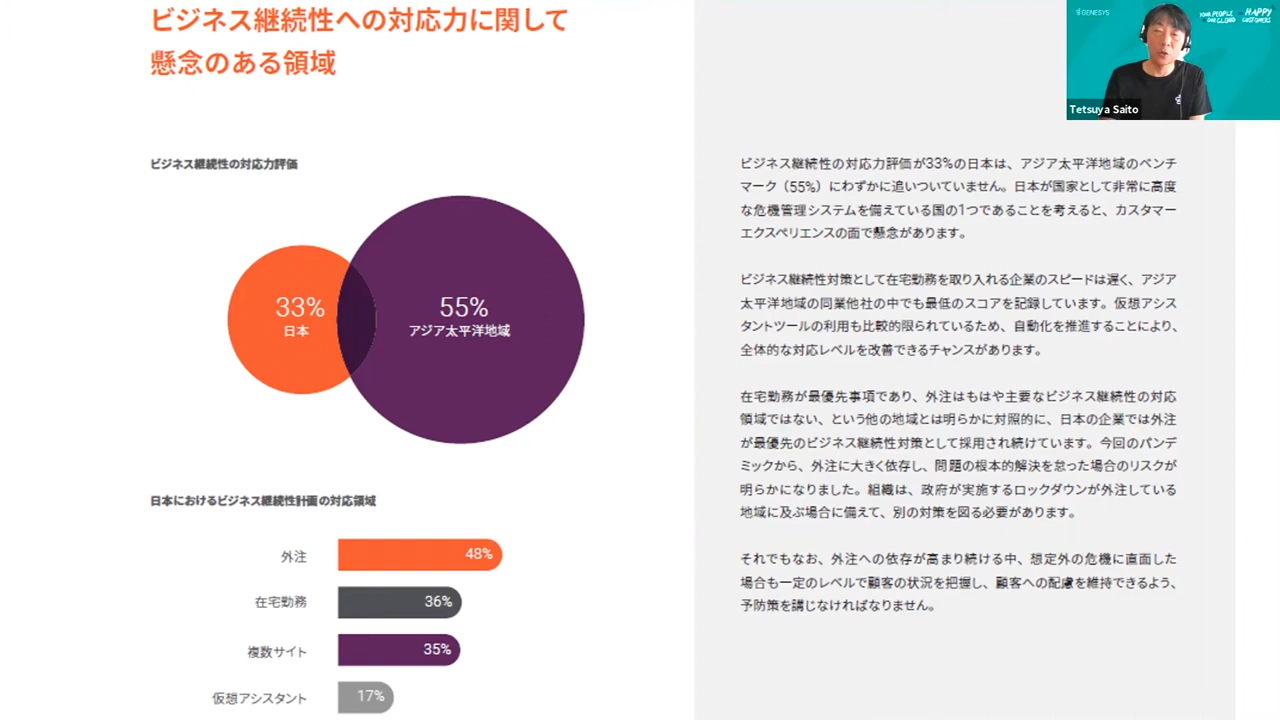 ビジネス継続性への対応力に関して
懸念のある領域
ビジネス継続性の対応力評価
33%
日本
55%
アジア太平洋地域
日本におけるビジネス継続性計画の対応領域
外注
48%
在宅勤務
36%
複数サイト
35%
仮想アシスタント
17%
ビジネス継続性の対応力評価が33%の日本は、アジア太平洋地域のベンチ
マーク（55%）にわずかに追いついていません。日本が国家として非常に高度
な危機管理システムを備えている国の1つであることを考えると、カスタマー
エクスペリエンスの面で懸念があります。
ビジネス継続性対策として在宅勤務を取り入れる企業のスピードは遅く、アジア
太平洋地域の同業他社の中でも最低のスコアを記録しています。仮想アシス
タントツールの利用も比較的限られているため、自動化を推進することにより、
全体的な対応レベルを改善できるチャンスがあります。
在宅勤務が最優先事項であり、外注はもはや主要なビジネス継続性の対応
領域ではない、という他の地域とは明らかに対照的に、日本の企業では外注
が最優先のビジネス継続性対策として採用され続けています。今回のパンデ
ミックから、外注に大きく依存し、問題の根本的解決を怠った場合のリスクが
明らかになりました。組織は、政府が実施するロックダウンが外注している
地域に及ぶ場合に備えて、別の対策を図る必要があります。
それでもなお、外注への依存が高まり続ける中、想定外の危機に直面した
場合も一定のレベルで顧客の状況を把握し、顧客への配慮を維持できるよう、
予防策を講じなければなりません。
GENESYS
YOUR PEOPLE
OUR CLOUD
HAPPY
CUSTOMERS
Tetsuya Saito